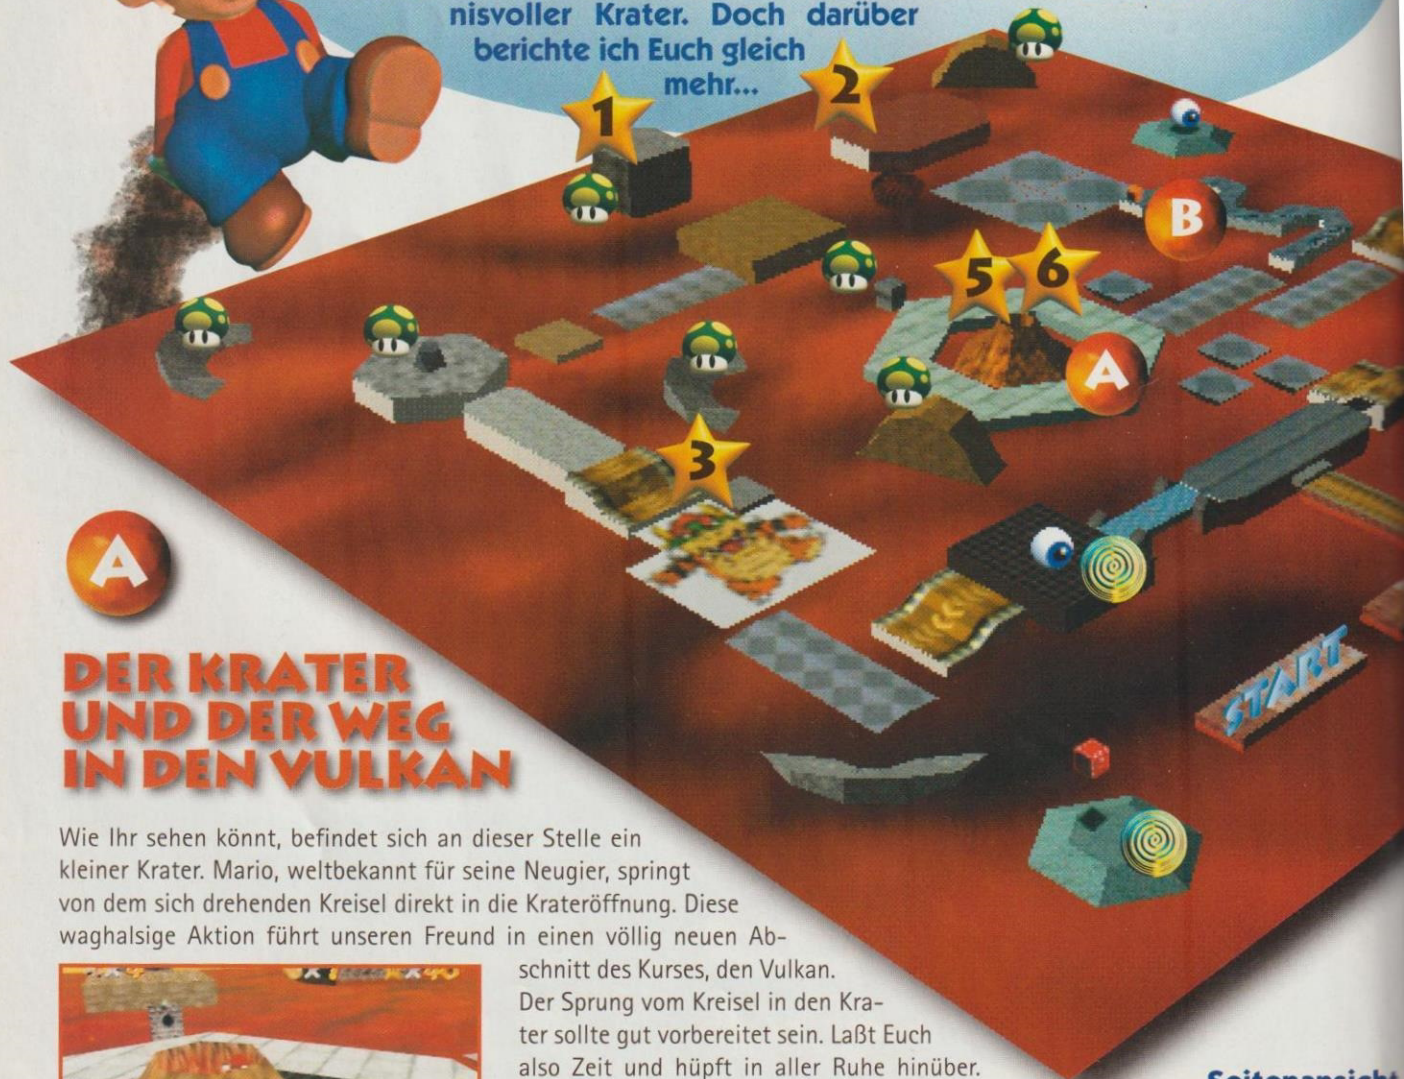 nisvoller Krater. Doch darüber
berichte ich Euch gleich
mehr...
1
2
B
5
6
A
3
START
A
DER KRATER
UND DER WEG
IN DEN VULKAN
Wie Ihr sehen könnt, befindet sich an dieser Stelle ein
kleiner Krater. Mario, weltbekannt für seine Neugier, springt
von dem sich drehenden Kreisel direkt in die Krateröffnung. Diese
waghalsige Aktion führt unseren Freund in einen völlig neuen Ab-
schnitt des Kurses, den Vulkan.
Der Sprung vom Kreisel in den Kra-
ter sollte gut vorbereitet sein. Laßt Euch
also Zeit und hüpft in aller Ruhe hinüber.
Seitenansicht